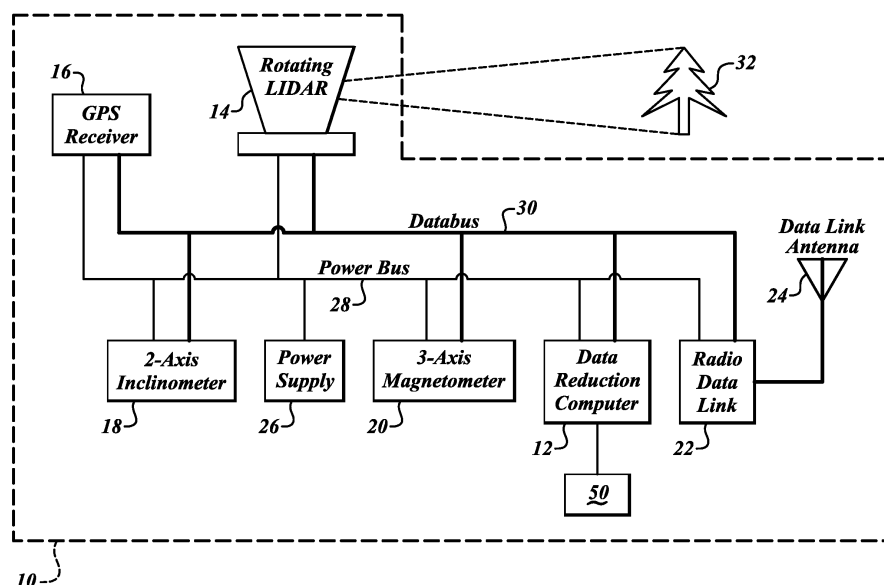 16
GPS
Receiver
14
Rotating
LIDAR
32
Databus
30
Power Bus
28
Data Link
Antenna
24
2-Axis
Inclinometer
18
Power
Supply
26
3-Axis
Magnetometer
20
Data
Reduction
Computer
12
Radio
Data
Link
22
50
10